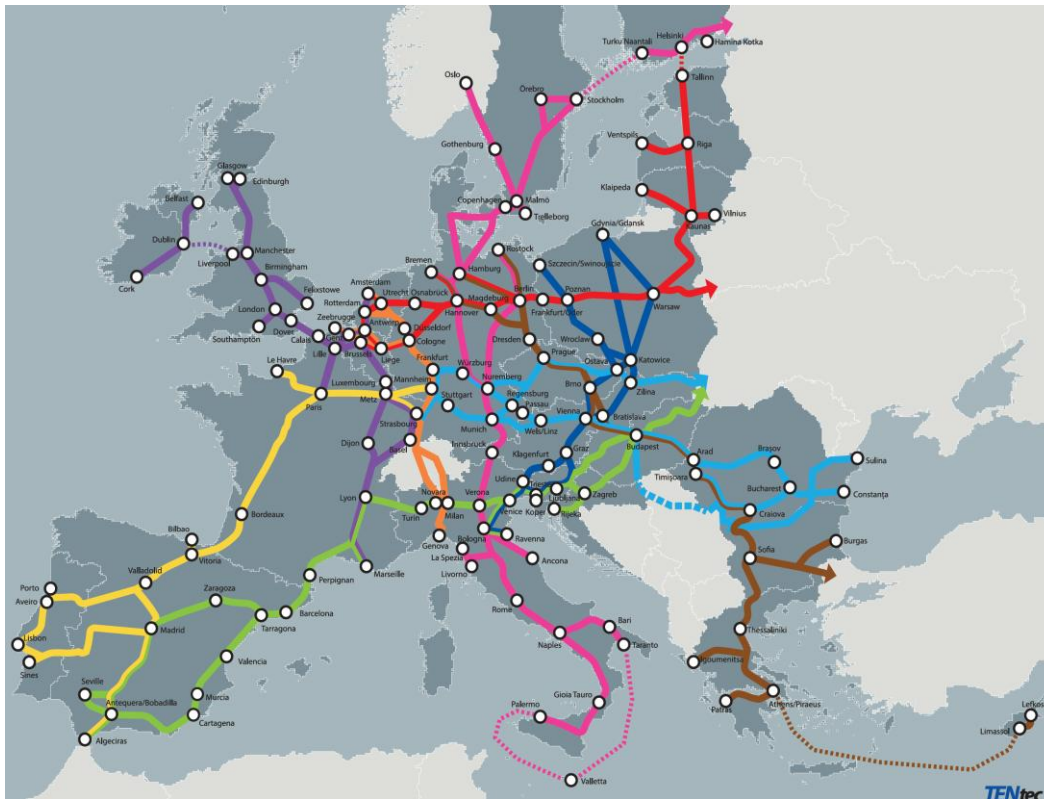 Turku Naantali
Helsinki
Hamina Kotka
Tallinn
Oslo
Örebro
Stockholm
Ventspils
Riga
Gothenburg
Klaipeda
Vilnius
Kaunas
Glasgow
Edinburgh
Belfast
Copenhagen
Malmö
Trelleborg
Gdynia/Gdansk
Dublin
Liverpool
Manchester
Cork
Birmingham
Felixstowe
London
Southampton
Dover
Calais
Rostock
Szczecin/Swinoujscie
Bremen
Hamburg
Amsterdam
Utrecht
Osnabrück
Rotterdam
Hannover
Magdeburg
Berlin
Frankfurt/Oder
Poznan
Warsaw
Zeebrugge
Antwerp
Düsseldorf
Cologne
Lille
Brussels
Liège
Dresden
Wroclaw
Katowice
Ostava
Prague
Le Havre
Frankfurt
Würzburg
Luxembourg
Mannheim
Nuremberg
Regensburg
Passau
Zilina
Brno
Paris
Metz
Stuttgart
Strasbourg
Munich
Wels/Linz
Vienna
Bratislava
Dijon
Basel
Innsbruck
Klagenfurt
Graz
Budapest
Arad
Timişoara
Braşov
Sulina
Bucharest
Constanţa
Craiova
Udine
Ljubljana
Zagreb
Lyon
Novara
Milan
Verona
Turin
Venice
Koper
Rijeka
Genova
Bologna
Ravenna
La Spezia
Livorno
Ancona
Sofia
Burgas
Bordeaux
Bilbao
Vitoria
Marseille
Perpignan
Porto
Aveiro
Valladolid
Zaragoza
Barcelona
Tarragona
Lisbon
Sines
Madrid
Valencia
Rome
Naples
Bari
Taranto
Thessaliniki
Igoumenitsa
Seville
Antequera/Bobadilla
Murcia
Cartagena
Algeciras
Palermo
Gioia Tauro
Valletta
Patras
Athens/Piraeus
Limassol
TENtec